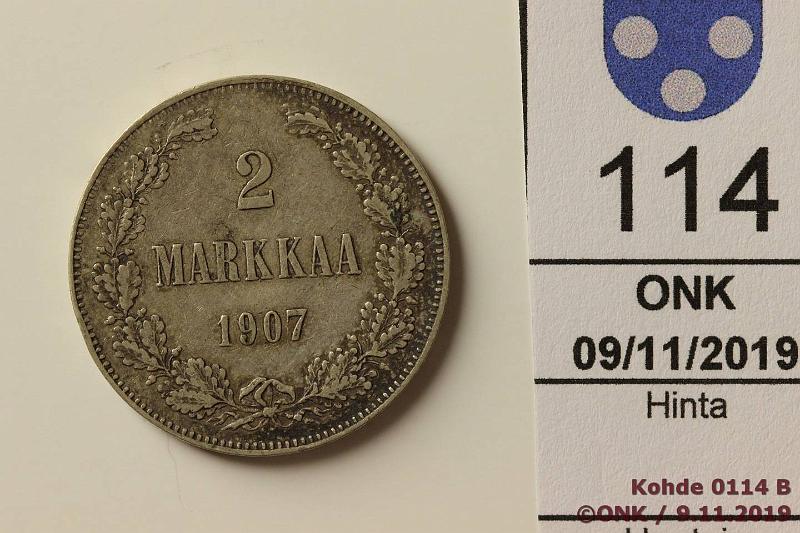 2
MARKKAA
1907
114
ONK
09/11/2019
Hinta
Kohde 0114 B
©ONK / 9.11.2019